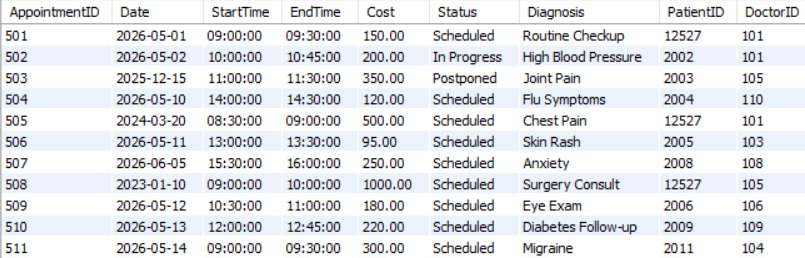 AppointmentID Date StartTime EndTime Cost Status Diagnosis PatientID DoctorID
501 2026-05-01 09:00:00 09:30:00 150.00 Scheduled Routine Checkup 12527 101
502 2026-05-02 10:00:00 10:45:00 200.00 In Progress High Blood Pressure 2002 101
503 2025-12-15 11:00:00 11:30:00 350.00 Postponed Joint Pain 2003 105
504 2026-05-10 14:00:00 14:30:00 120.00 Scheduled Flu Symptoms 2004 110
505 2024-03-20 08:30:00 09:00:00 500.00 Scheduled Chest Pain 12527 101
506 2026-05-11 13:00:00 13:30:00 95.00 Scheduled Skin Rash 2005 103
507 2026-06-05 15:30:00 16:00:00 250.00 Scheduled Anxiety 2008 108
508 2023-01-10 09:00:00 10:00:00 1000.00 Scheduled Surgery Consult 12527 105
509 2026-05-12 10:30:00 11:00:00 180.00 Scheduled Eye Exam 2006 106
510 2026-05-13 12:00:00 12:45:00 220.00 Scheduled Diabetes Follow-up 2009 109
511 2026-05-14 09:00:00 09:30:00 300.00 Scheduled Migraine 2011 104